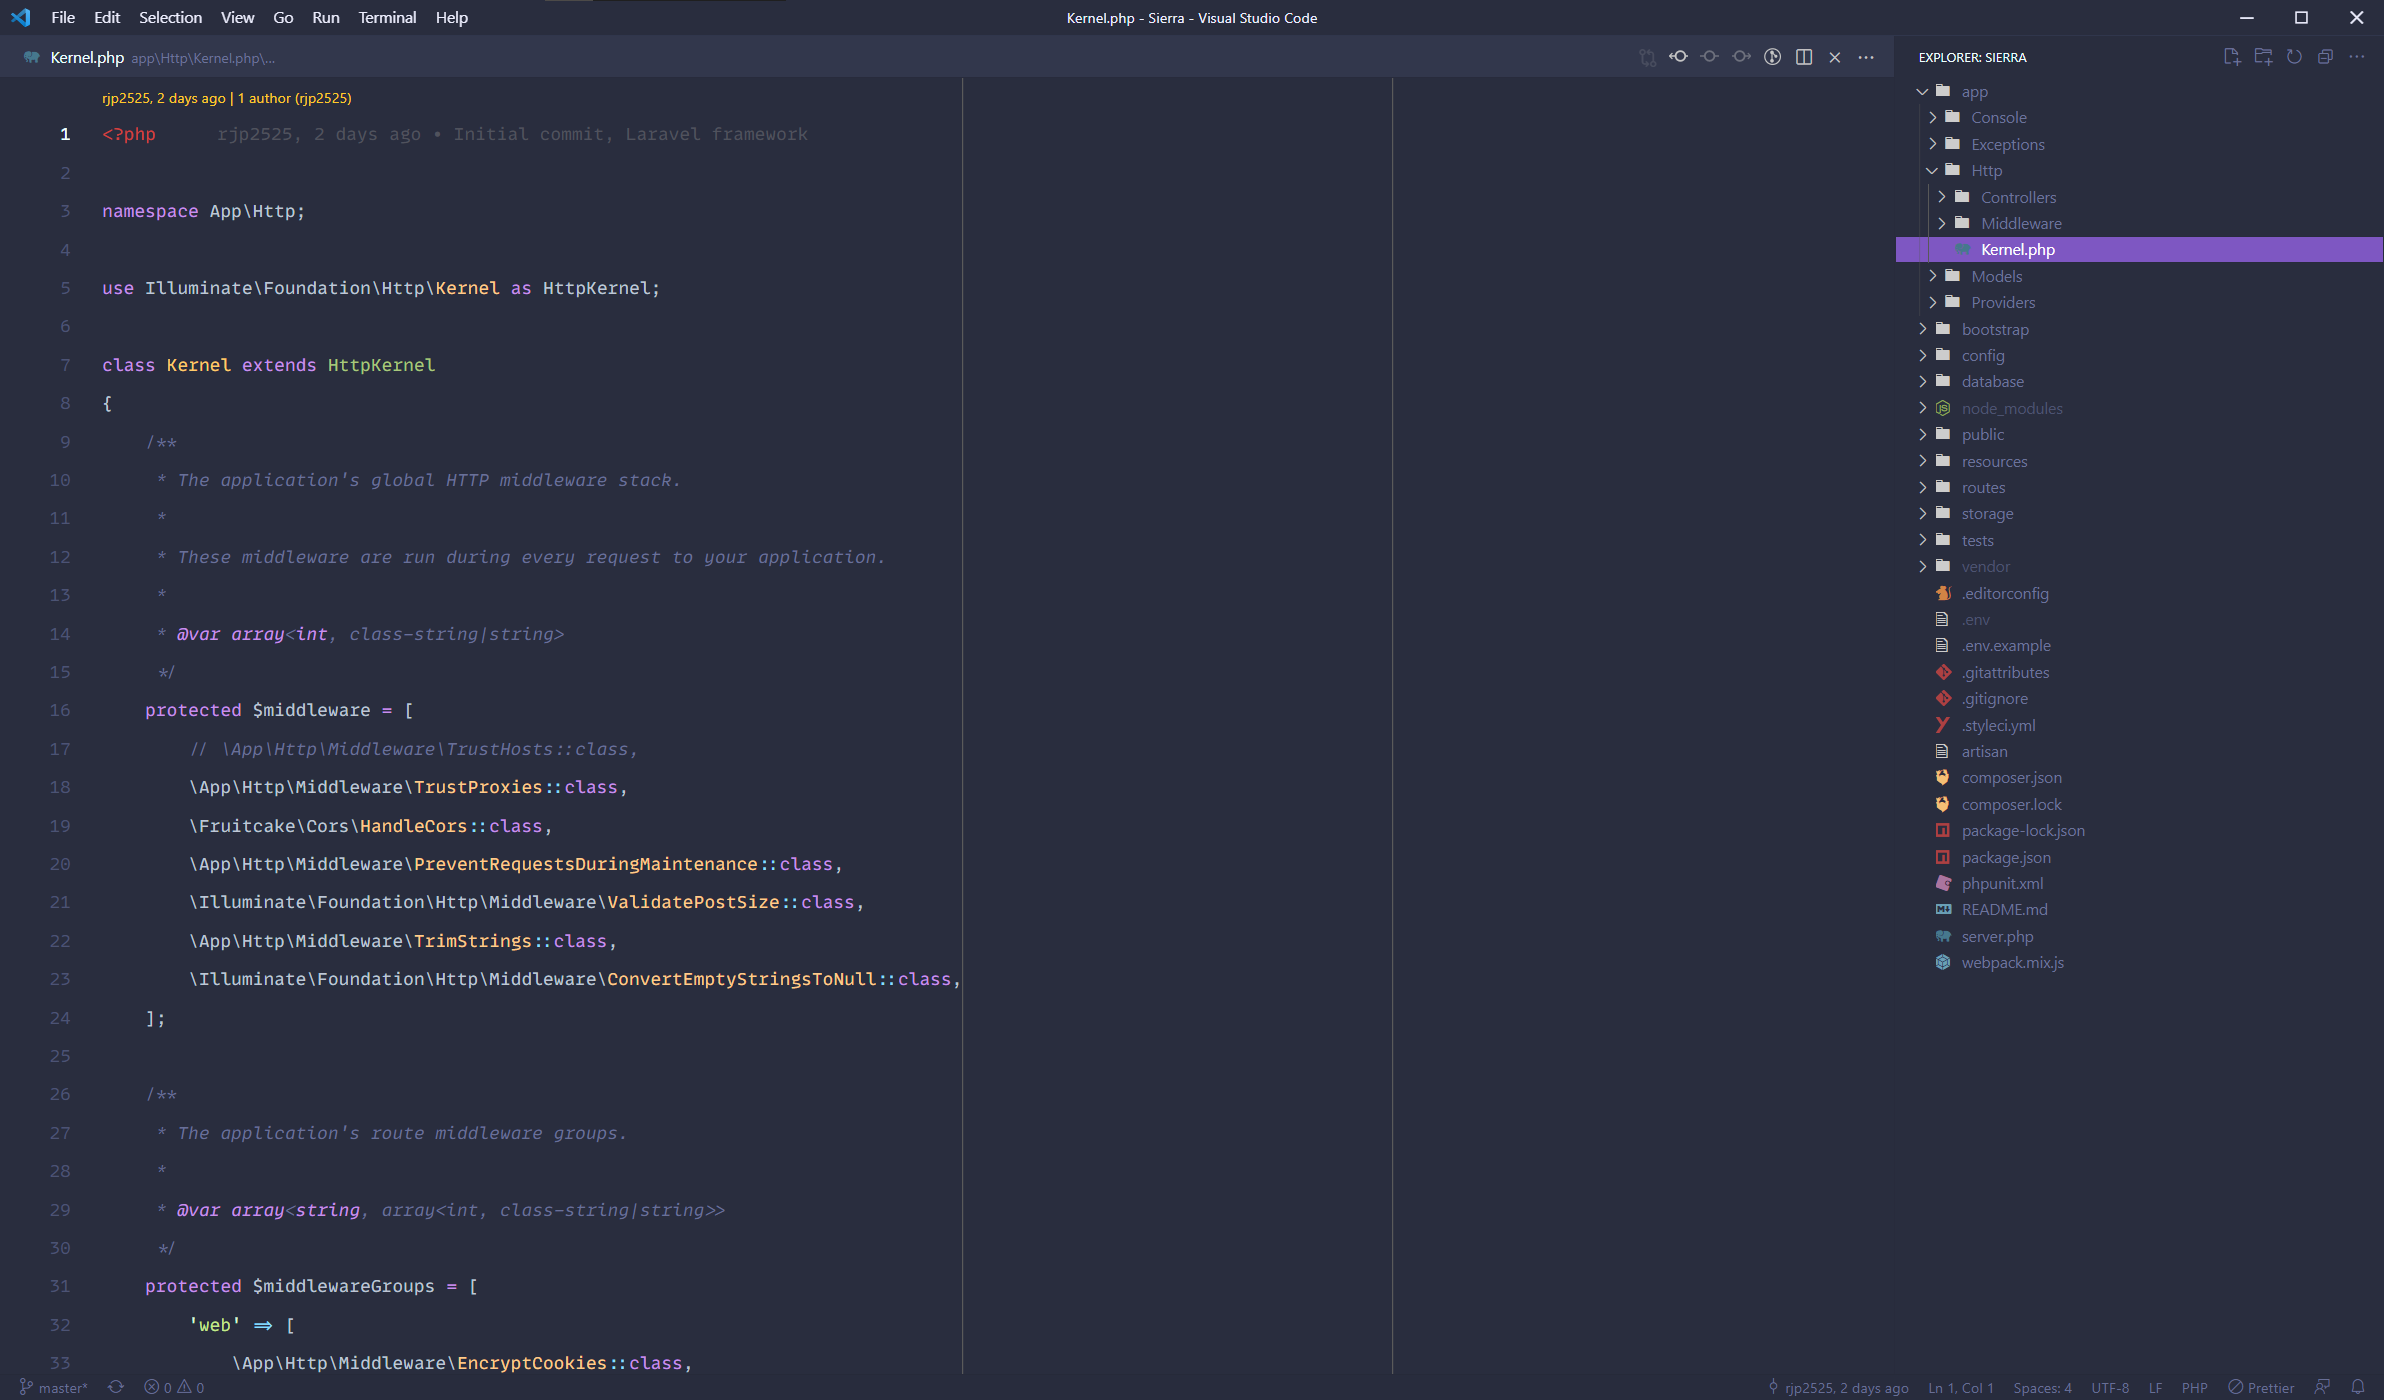 File Edit Selection View Go Run Terminal Help
Kernel.php - Sierra - Visual Studio Code
Kernel.php app\Http\Kernel.php\...
rjp2525, 2 days ago | 1 author (rjp2525)
1 <?php rjp2525, 2 days ago • Initial commit, Laravel framework
2
3 namespace App\Http;
4
5 use Illuminate\Foundation\Http\Kernel as HttpKernel;
6
7 class Kernel extends HttpKernel
8 {
9 /**
10 * The application's global HTTP middleware stack.
11 *
12 * These middleware are run during every request to your application.
13 *
14 * @var array<int, class-string|string>
15 */
16 protected $middleware = [
17 // \App\Http\Middleware\TrustHosts::class,
18 \App\Http\Middleware\TrustProxies::class,
19 \Fruitcake\Cors\HandleCors::class,
20 \App\Http\Middleware\PreventRequestsDuringMaintenance::class,
21 \Illuminate\Foundation\Http\Middleware\ValidatePostSize::class,
22 \App\Http\Middleware\TrimStrings::class,
23 \Illuminate\Foundation\Http\Middleware\ConvertEmptyStringsToNull::class,
24 ];
25
26 /**
27 * The application's route middleware groups.
28 *
29 * @var array<string, array<int, class-string|string>>
30 */
31 protected $middlewareGroups = [
32 'web' => [
33 \App\Http\Middleware\EncryptCookies::class,
EXPLORER: SIERRA
app
Console
Exceptions
Http
Controllers
Middleware
Kernel.php
Models
Providers
bootstrap
config
database
node_modules
public
resources
routes
storage
tests
vendor
.editorconfig
.env
.env.example
.gitattributes
.gitignore
.styleci.yml
artisan
composer.json
composer.lock
package-lock.json
package.json
phpunit.xml
README.md
server.php
webpack.mix.js
master* 0 0
rjp2525, 2 days ago Ln 1, Col 1 Spaces: 4 UTF-8 LF PHP Prettier